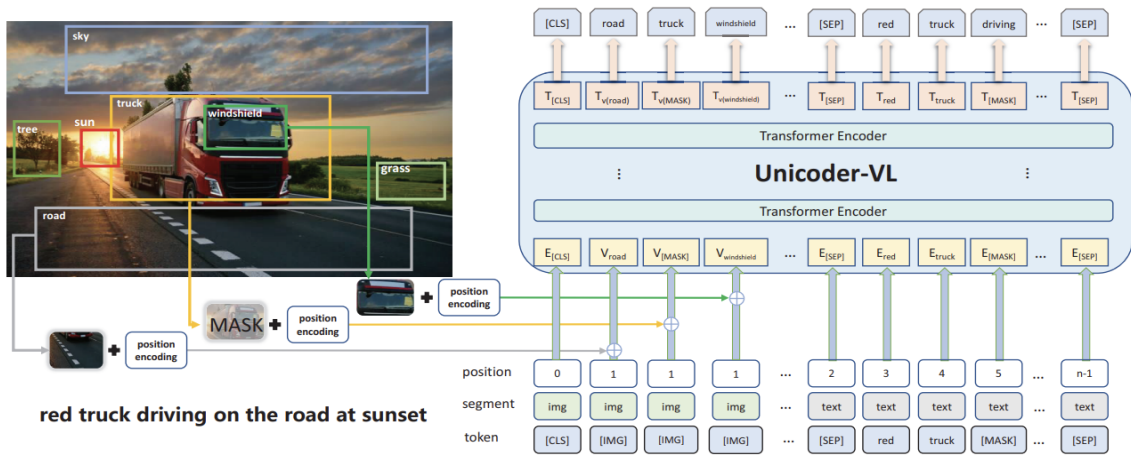 sky
truck
windshield
tree
sun
grass
road
MASK
+
position encoding
+
position encoding
+
position encoding
red truck driving on the road at sunset
[CLS] road truck windshield ... [SEP] red truck driving ... [SEP]
T[CLS] Tv(road) Tv(MASK) Tv(windshield) ... T[SEP] Tred Ttruck T[MASK] ... T[SEP]
Transformer Encoder
⋮ Unicoder-VL ⋮
Transformer Encoder
E[CLS] Vroad V[MASK] Vwindshield ... E[SEP] Ered Etruck E[MASK] ... E[SEP]
position 0 1 1 1 ... 2 3 4 5 ... n-1
segment img img img img ... text text text text ... text
token [CLS] [IMG] [IMG] [IMG] ... [SEP] red truck [MASK] ... [SEP]